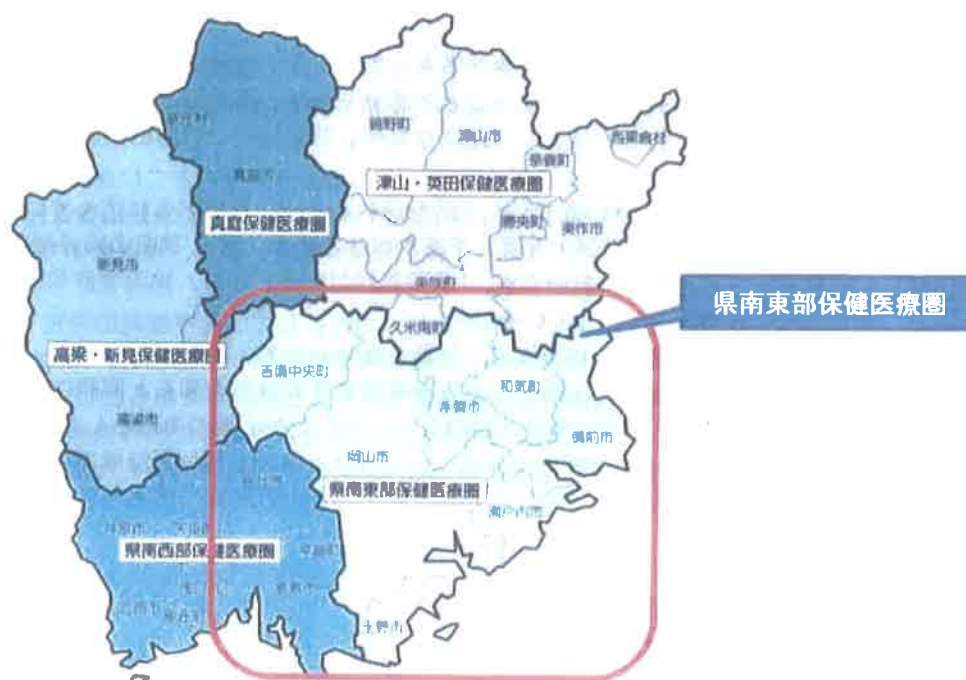 鏡野町
津山市
西粟倉村
奈義町
津山・英田保健医療圏
勝央町
美作市
真庭市
真庭保健医療圏
新見市
美咲町
久米南町
県南東部保健医療圏
高梁・新見保健医療圏
吉備中央町
和気町
赤磐市
備前市
高梁市
岡山市
県南東部保健医療圏
瀬戸内市
県南西部保健医療圏
玉野市